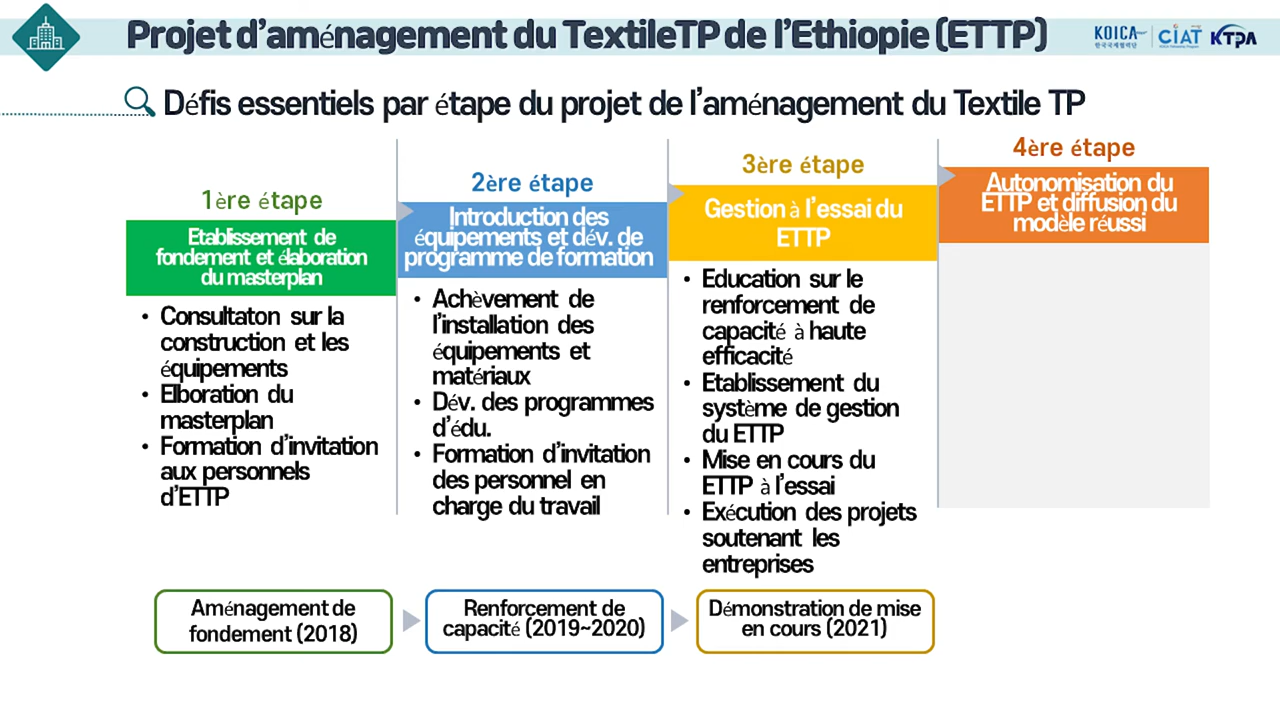 Projet d'aménagement du TextileTP de l'Ethiopie (ETTP)
KOICA
한국국제협력단
CIAT
KTPA
Défis essentiels par étape du projet de l'aménagement du Textile TP
1ère étape
Etablissement de
fondement et élaboration
du masterplan
• Consultaton sur la
construction et les
équipements
• Elboration du
masterplan
• Formation d'invitation
aux personnels
d'ETTP
2ère étape
Introduction des
équipements et dév. de
programme de formation
• Achèvement de
l'installation des
équipements et
matériaux
• Dév. des programmes
d'édu.
• Formation d'invitation
des personnel en
charge du travail
3ère étape
Gestion à l'essai du
ETTP
• Education sur le
renforcement de
capacité à haute
efficacité
• Etablissement du
système de gestion
du ETTP
• Mise en cours du
ETTP à l'essai
• Exécution des projets
soutenant les
entreprises
4ère étape
Autonomisation du
ETTP et diffusion du
modèle réussi
Aménagement de
fondement (2018)
Renforcement de
capacité (2019~2020)
Démonstration de mise
en cours (2021)